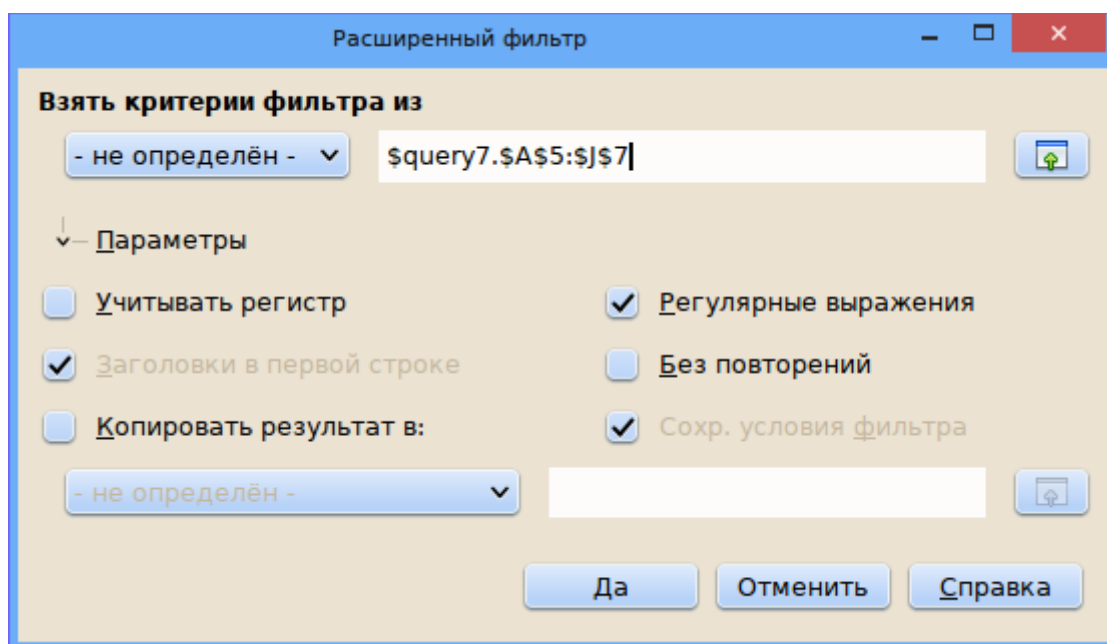 Расширенный фильтр
Взять критерии фильтра из
- не определён - $query7.$A$5:$J$7
Параметры
Учитывать регистр Регулярные выражения
Заголовки в первой строке Без повторений
Копировать результат в: Сохр. условия фильтра
- не определён -
Да Отменить Справка